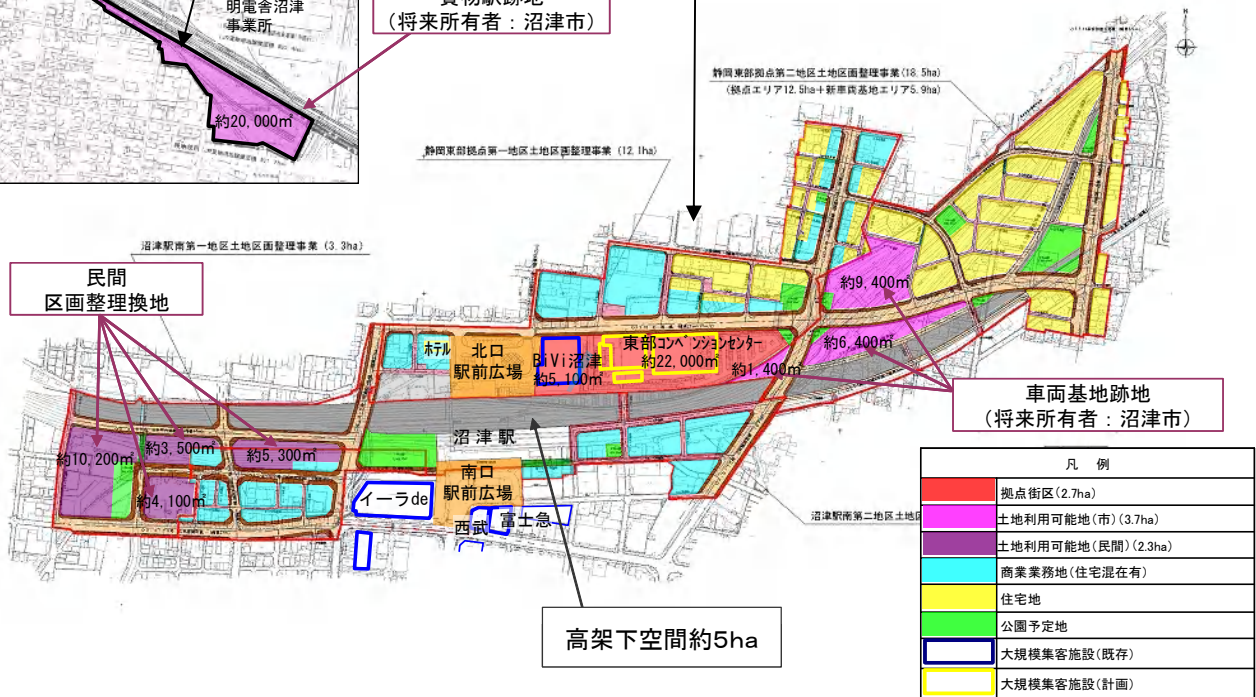 明電舎沼津
事業所
貨物駅跡地
(将来所有者：沼津市)
約20,000㎡
静岡東部拠点第二地区土地区画整理事業(18.5ha)
(拠点エリア12.5ha＋新車両基地エリア5.9ha)
静岡東部拠点第一地区土地区画整理事業(12.1ha)
沼津駅南第一地区土地区画整理事業(3.3ha)
民間
区画整理換地
約9,400㎡
約6,400㎡
約1,400㎡
ホテル
北口
駅前広場
BiVi沼津
約5,100㎡
東部コンベンションセンター
約22,000㎡
車両基地跡地
(将来所有者：沼津市)
沼津駅
約10,200㎡
約3,500㎡
約5,300㎡
約4,100㎡
イーラde
南口
駅前広場
西武
富士急
沼津駅南第二地区土地区
高架下空間約5ha
凡 例
拠点街区(2.7ha)
土地利用可能地(市)(3.7ha)
土地利用可能地(民間)(2.3ha)
商業業務地(住宅混在有)
住宅地
公園予定地
大規模集客施設(既存)
大規模集客施設(計画)